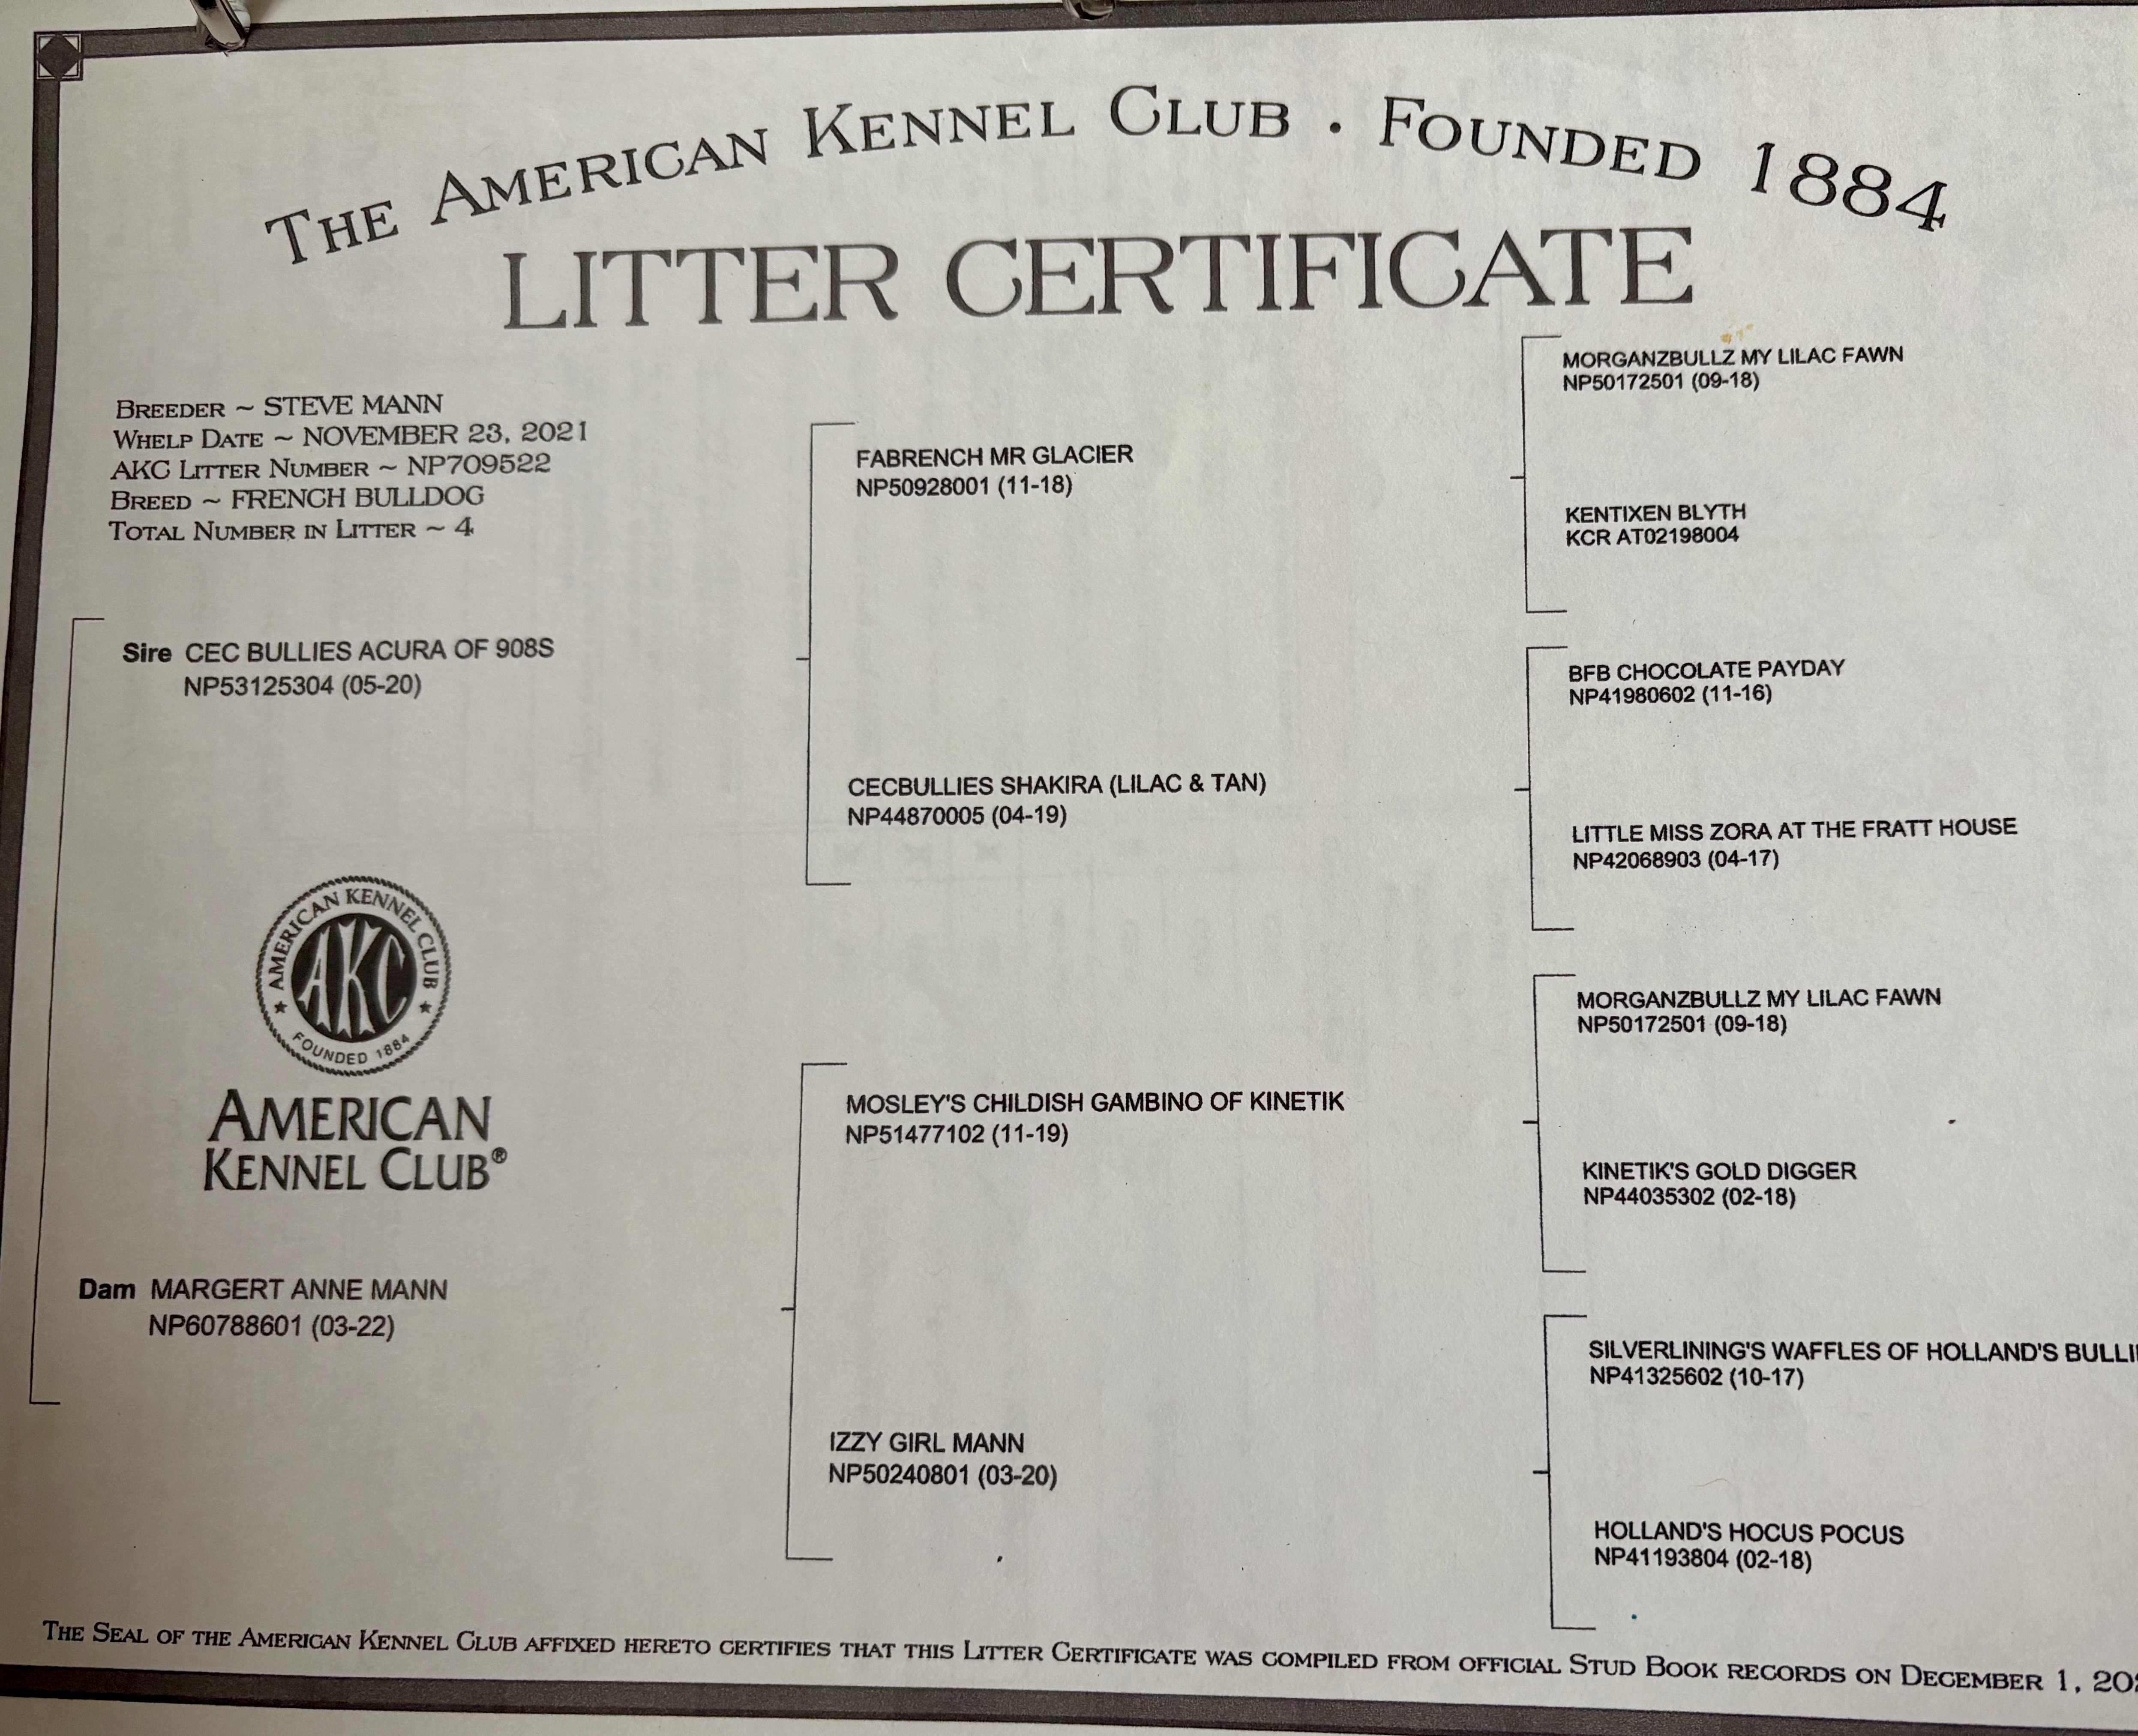 THE AMERICAN KENNEL CLUB . FOUNDED 1884
LITTER CERTIFICATE
BREEDER ~ STEVE MANN
WHELP DATE ~ NOVEMBER 23, 2021
AKC LITTER NUMBER ~ NP709522
BREED ~ FRENCH BULLDOG
TOTAL NUMBER IN LITTER ~ 4
Sire CEC BULLIES ACURA OF 908S
NP53125304 (05-20)
AMERICAN KENNEL CLUB
AKC
FOUNDED 1884
AMERICAN
KENNEL CLUB®
Dam MARGERT ANNE MANN
NP60788601 (03-22)
FABRENCH MR GLACIER
NP50928001 (11-18)
CECBULLIES SHAKIRA (LILAC & TAN)
NP44870005 (04-19)
MOSLEY'S CHILDISH GAMBINO OF KINETIK
NP51477102 (11-19)
IZZY GIRL MANN
NP50240801 (03-20)
MORGANZBULLZ MY LILAC FAWN
NP50172501 (09-18)
KENTIXEN BLYTH
KCR AT02198004
BFB CHOCOLATE PAYDAY
NP41980602 (11-16)
LITTLE MISS ZORA AT THE FRATT HOUSE
NP42068903 (04-17)
MORGANZBULLZ MY LILAC FAWN
NP50172501 (09-18)
KINETIK'S GOLD DIGGER
NP44035302 (02-18)
SILVERLINING'S WAFFLES OF HOLLAND'S
NP41325602 (10-17)
HOLLAND'S HOCUS POCUS
NP41193804 (02-18)
THE SEAL OF THE AMERICAN KENNEL CLUB AFFIXED HERETO CERTIFIES THAT THIS LITTER CERTIFICATE WAS COMPILED FROM OFFICIAL STUD BOOK RECORDS ON DECEMBER 1,